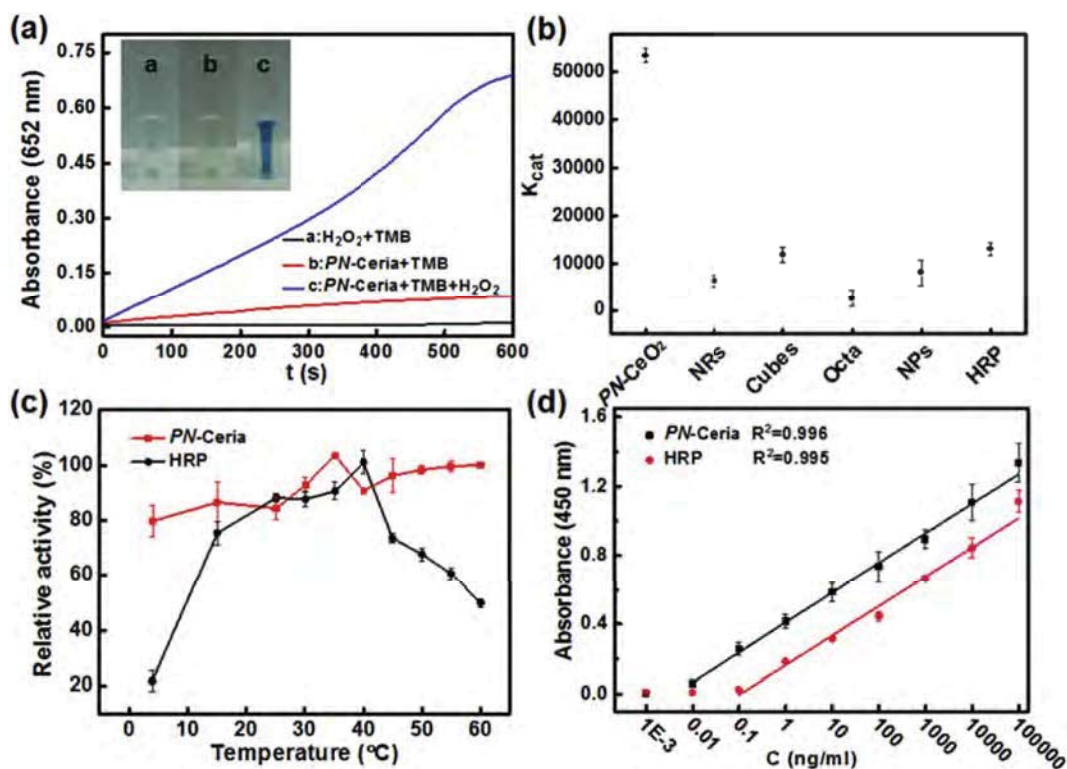 (a)
0.75
0.60
0.45
0.30
0.15
0.00
Absorbance (652 nm)
a b c
a:H₂O₂+TMB
b:PN-Ceria+TMB
c:PN-Ceria+TMB+H₂O₂
0 100 200 300 400 500 600
t (s)
(b)
50000
40000
30000
20000
10000
0
Kcat
PN-CeO₂ NRs Cubes Octa NPs HRP
(c)
120
100
80
60
40
20
Relative activity (%)
PN-Ceria
HRP
0 10 20 30 40 50 60
Temperature (ºC)
(d)
1.6
1.2
0.8
0.4
0.0
Absorbance (450 nm)
PN-Ceria R²=0.996
HRP R²=0.995
1E-3 0.01 0.1 1 10 100 1000 10000 100000
C (ng/ml)